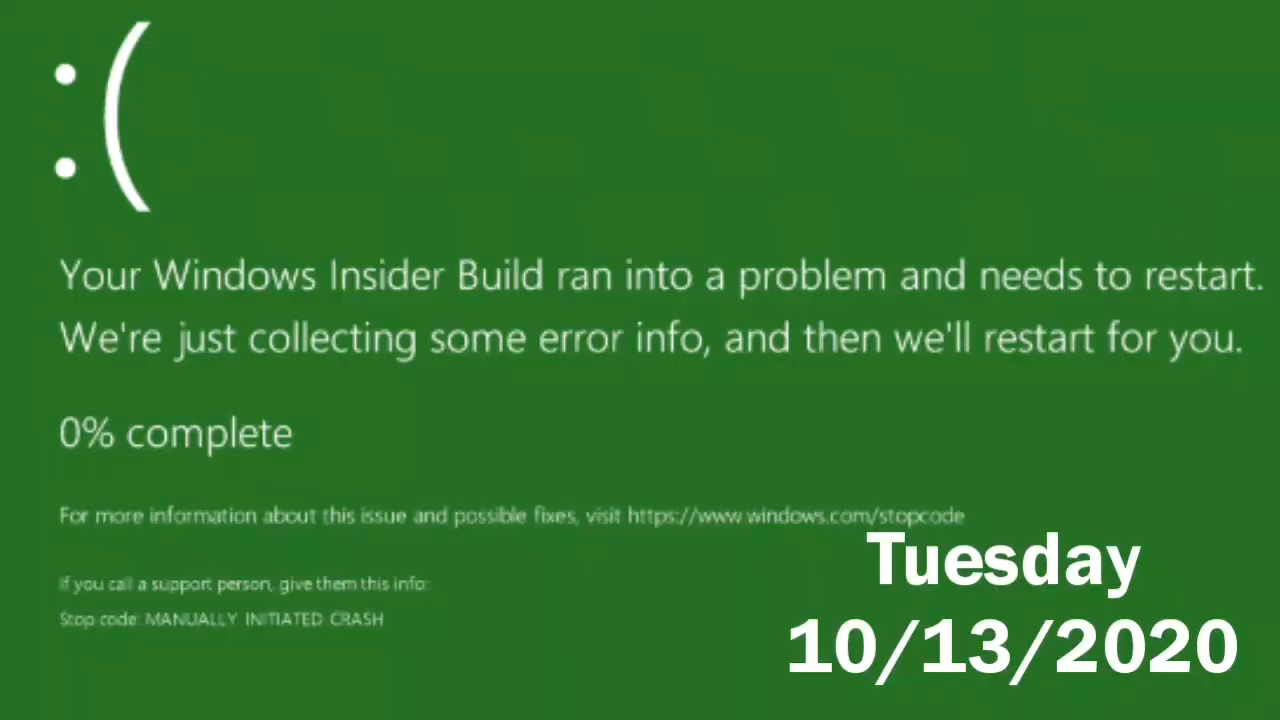 :(
Your Windows Insider Build ran into a problem and needs to restart.
We're just collecting some error info, and then we'll restart for you.
0% complete
For more information about this issue and possible fixes, visit https://www.windows.com/stopcode
If you call a support person, give them this info:
Stop code: MANUALLY INITIATED CRASH
Tuesday
10/13/2020